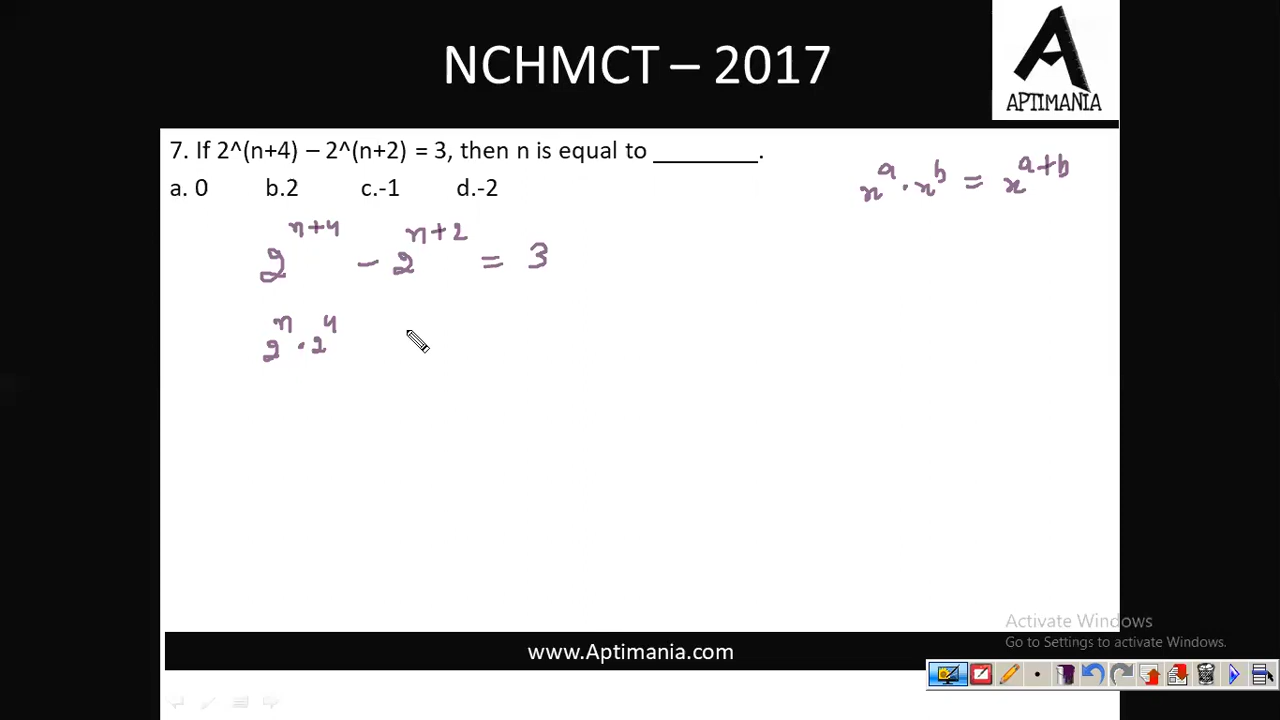 NCHMCT – 2017
APTIMANIA
7. If 2^(n+4) – 2^(n+2) = 3, then n is equal to ________.
a. 0 b.2 c.-1 d.-2
x^a · x^b = x^(a+b)
2^(n+4) - 2^(n+2) = 3
2^n · 2^4
Activate Windows
Go to Settings to activate Windows.
www.Aptimania.com